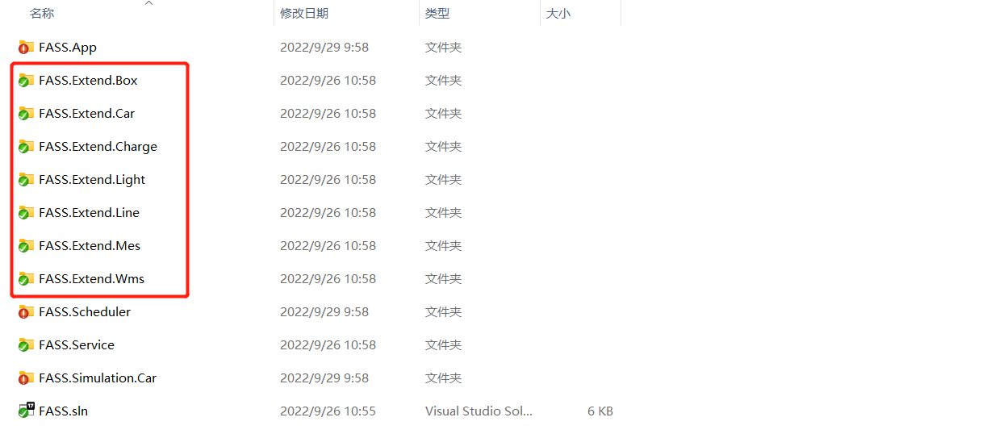 名称 修改日期 类型 大小
FASS.App 2022/9/29 9:58 文件夹
FASS.Extend.Box 2022/9/26 10:58 文件夹
FASS.Extend.Car 2022/9/26 10:58 文件夹
FASS.Extend.Charge 2022/9/26 10:58 文件夹
FASS.Extend.Light 2022/9/26 10:58 文件夹
FASS.Extend.Line 2022/9/26 10:58 文件夹
FASS.Extend.Mes 2022/9/26 10:58 文件夹
FASS.Extend.Wms 2022/9/26 10:58 文件夹
FASS.Scheduler 2022/9/29 9:58 文件夹
FASS.Service 2022/9/26 10:58 文件夹
FASS.Simulation.Car 2022/9/29 9:58 文件夹
17 FASS.sln 2022/9/26 10:55 Visual Studio Sol... 6 KB